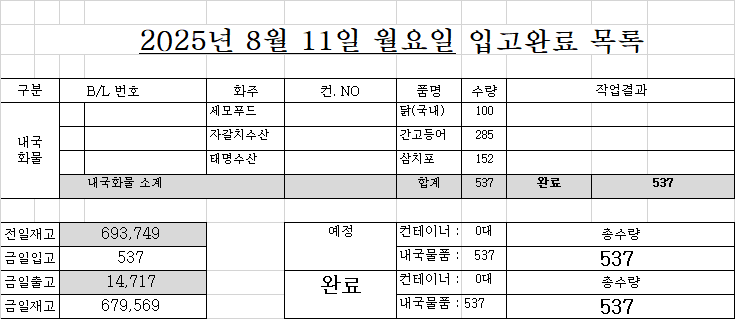 2025년 8월 11일 월요일 입고완료 목록
구분 B/L 번호 화주 컨. NO 품명 수량 작업결과
내국화물 세모푸드 닭(국내) 100
자갈치수산 간고등어 285
태명수산 삼치포 152
내국화물 소계 합계 537 완료 537
전일재고 693,749 예정 컨테이너 : 0대 총수량
금일입고 537 내국물품 : 537 537
금일출고 14,717 완료 컨테이너 : 0대 총수량
금일재고 679,569 내국물품 : 537 537